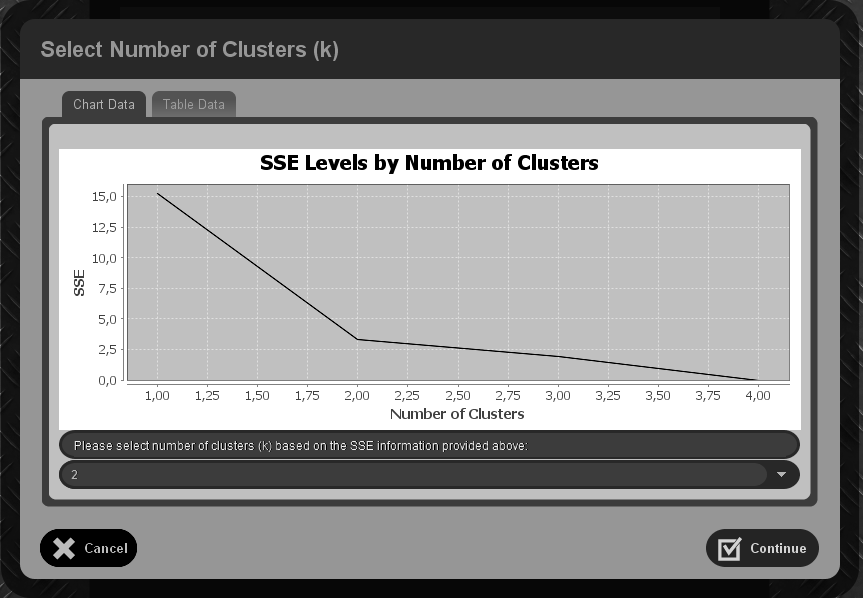 Select Number of Clusters (k)
Chart Data
Table Data
SSE Levels by Number of Clusters
SSE
15,0
12,5
10,0
7,5
5,0
2,5
0,0
1,00 1,25 1,50 1,75 2,00 2,25 2,50 2,75 3,00 3,25 3,50 3,75 4,00
Number of Clusters
Please select number of clusters (k) based on the SSE information provided above:
2
Cancel
Continue